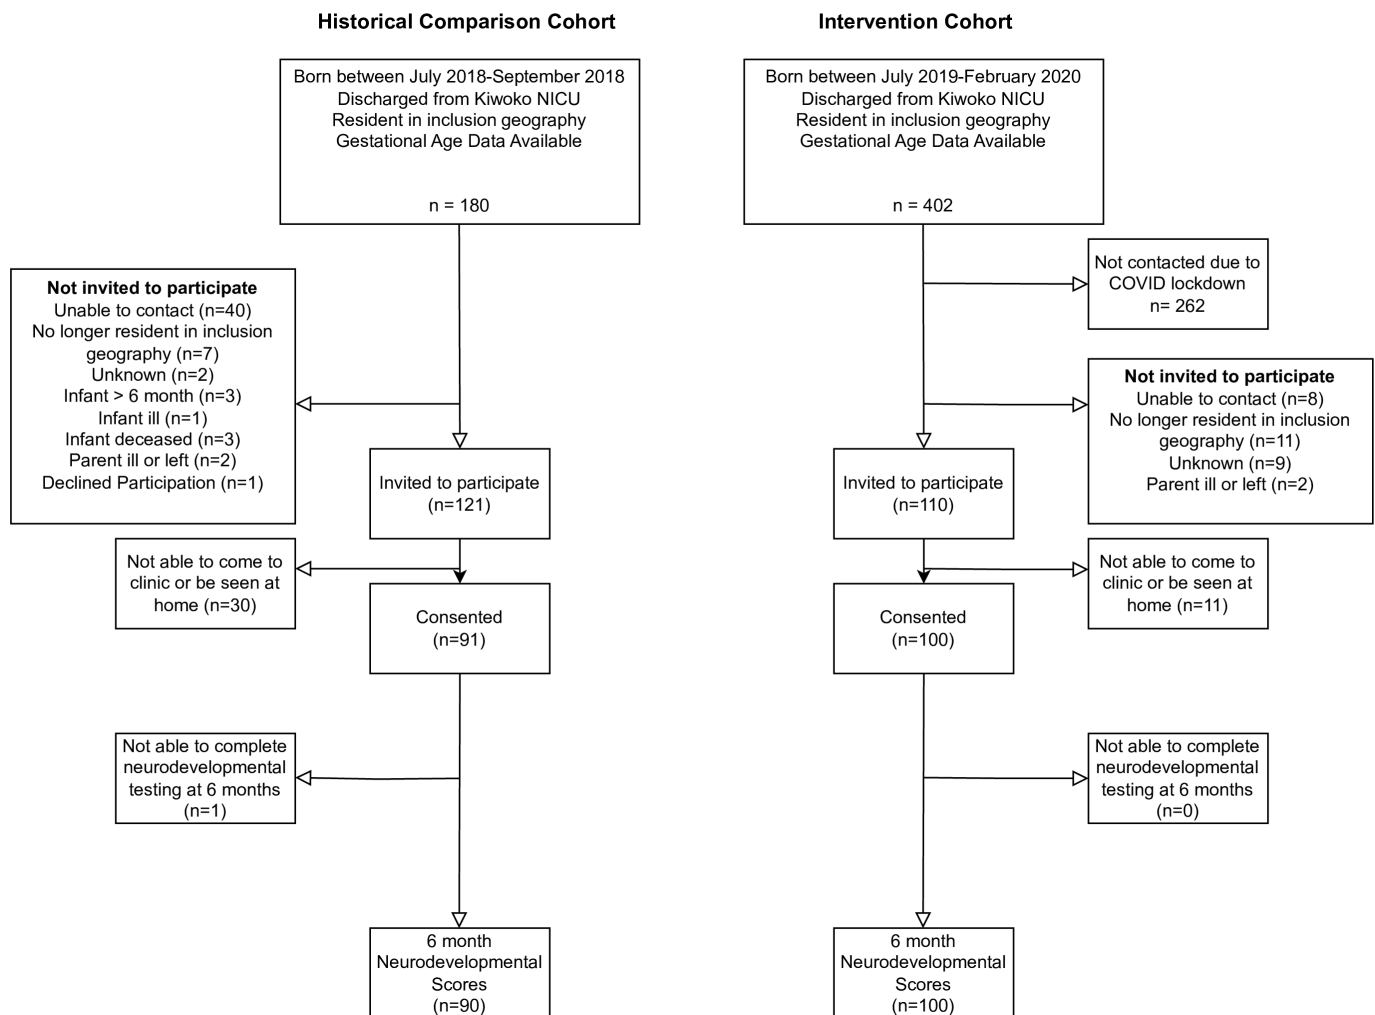 Historical Comparison Cohort
Born between July 2018-September 2018
Discharged from Kiwoko NICU
Resident in inclusion geography
Gestational Age Data Available
n = 180
Not invited to participate
Unable to contact (n=40)
No longer resident in inclusion
geography (n=7)
Unknown (n=2)
Infant > 6 month (n=3)
Infant ill (n=1)
Infant deceased (n=3)
Parent ill or left (n=2)
Declined Participation (n=1)
Invited to participate
(n=121)
Not able to come to
clinic or be seen at
home (n=30)
Consented
(n=91)
Not able to complete
neurodevelopmental
testing at 6 months
(n=1)
6 month
Neurodevelopmental
Scores
(n=90)
Intervention Cohort
Born between July 2019-February 2020
Discharged from Kiwoko NICU
Resident in inclusion geography
Gestational Age Data Available
n = 402
Not contacted due to
COVID lockdown
n= 262
Not invited to participate
Unable to contact (n=8)
No longer resident in inclusion
geography (n=11)
Unknown (n=9)
Parent ill or left (n=2)
Invited to participate
(n=110)
Not able to come to
clinic or be seen at
home (n=11)
Consented
(n=100)
Not able to complete
neurodevelopmental
testing at 6 months
(n=0)
6 month
Neurodevelopmental
Scores
(n=100)